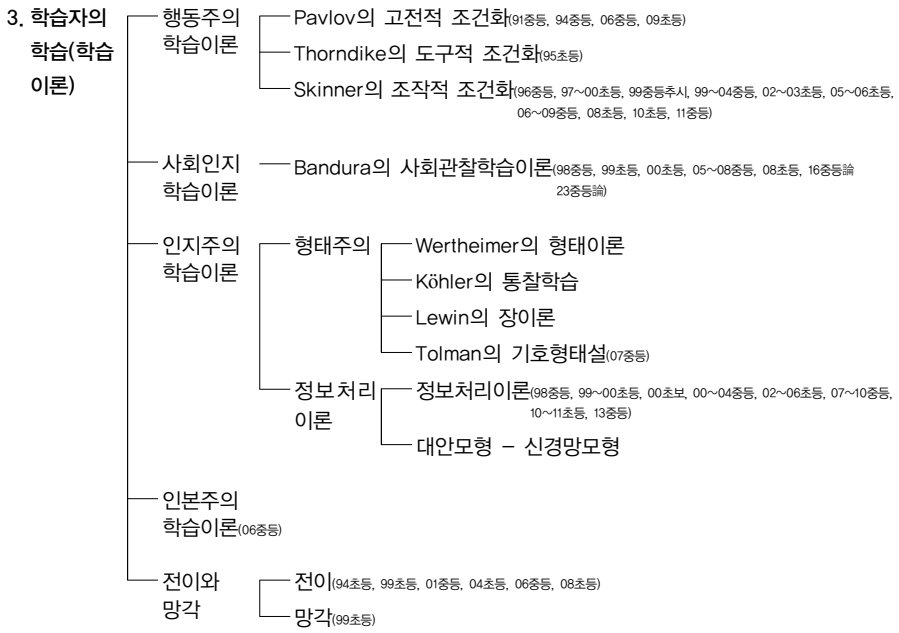 3. 학습자의 학습(학습이론)
행동주의 학습이론
Pavlov의 고전적 조건화(91중등, 94중등, 06중등, 09초등)
Thorndike의 도구적 조건화(95초등)
Skinner의 조작적 조건화(96중등, 97~00초등, 99중등추시, 99~04중등, 02~03초등, 05~06초등,
06~09중등, 08초등, 10초등, 11중등)
사회인지 학습이론
Bandura의 사회관찰학습이론(98중등, 99초등, 00초등, 05~08중등, 08초등, 16중등論
23중등論)
인지주의 학습이론
형태주의
Wertheimer의 형태이론
Köhler의 통찰학습
Lewin의 장이론
Tolman의 기호형태설(07중등)
정보처리 이론
정보처리이론(98중등, 99~00초등, 00초보, 00~04중등, 02~06초등, 07~10중등,
10~11초등, 13중등)
대안모형 – 신경망모형
인본주의
학습이론(06중등)
전이와
망각
전이(94초등, 99초등, 01중등, 04초등, 06중등, 08초등)
망각(99초등)